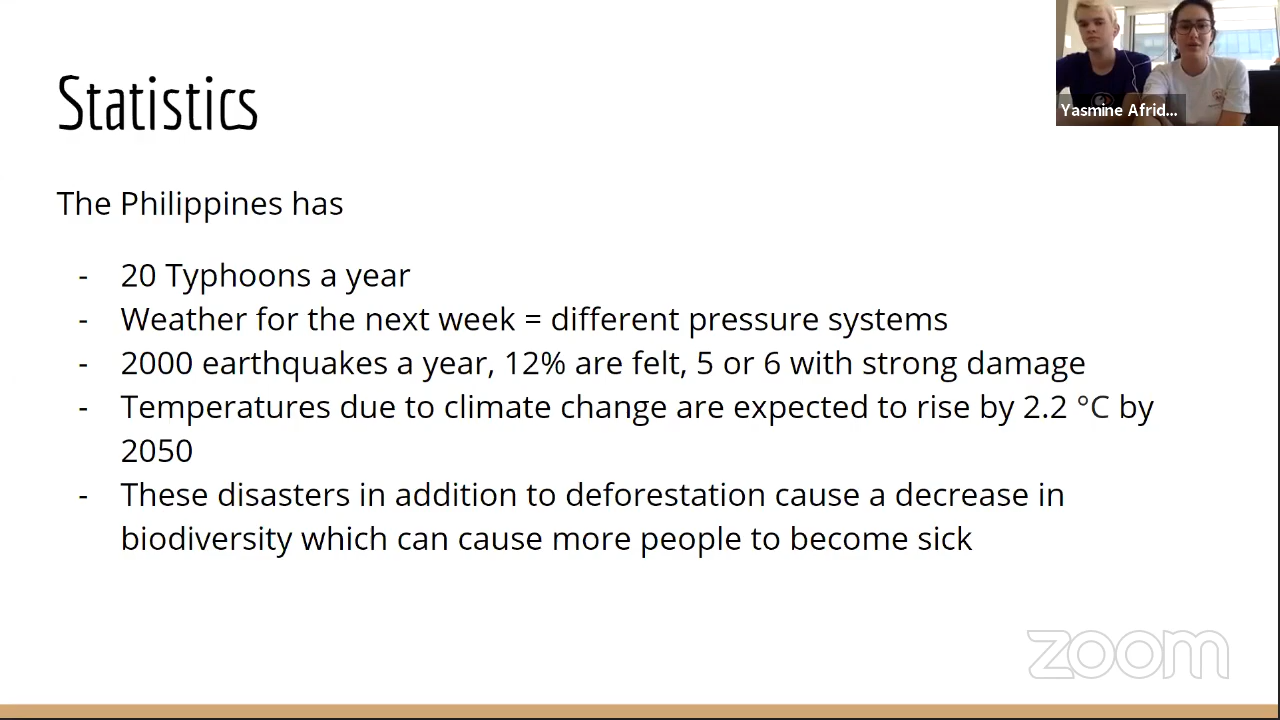 Statistics
Yasmine Afrid...
The Philippines has
- 20 Typhoons a year
- Weather for the next week = different pressure systems
- 2000 earthquakes a year, 12% are felt, 5 or 6 with strong damage
- Temperatures due to climate change are expected to rise by 2.2 °C by
2050
- These disasters in addition to deforestation cause a decrease in
biodiversity which can cause more people to become sick
zoom